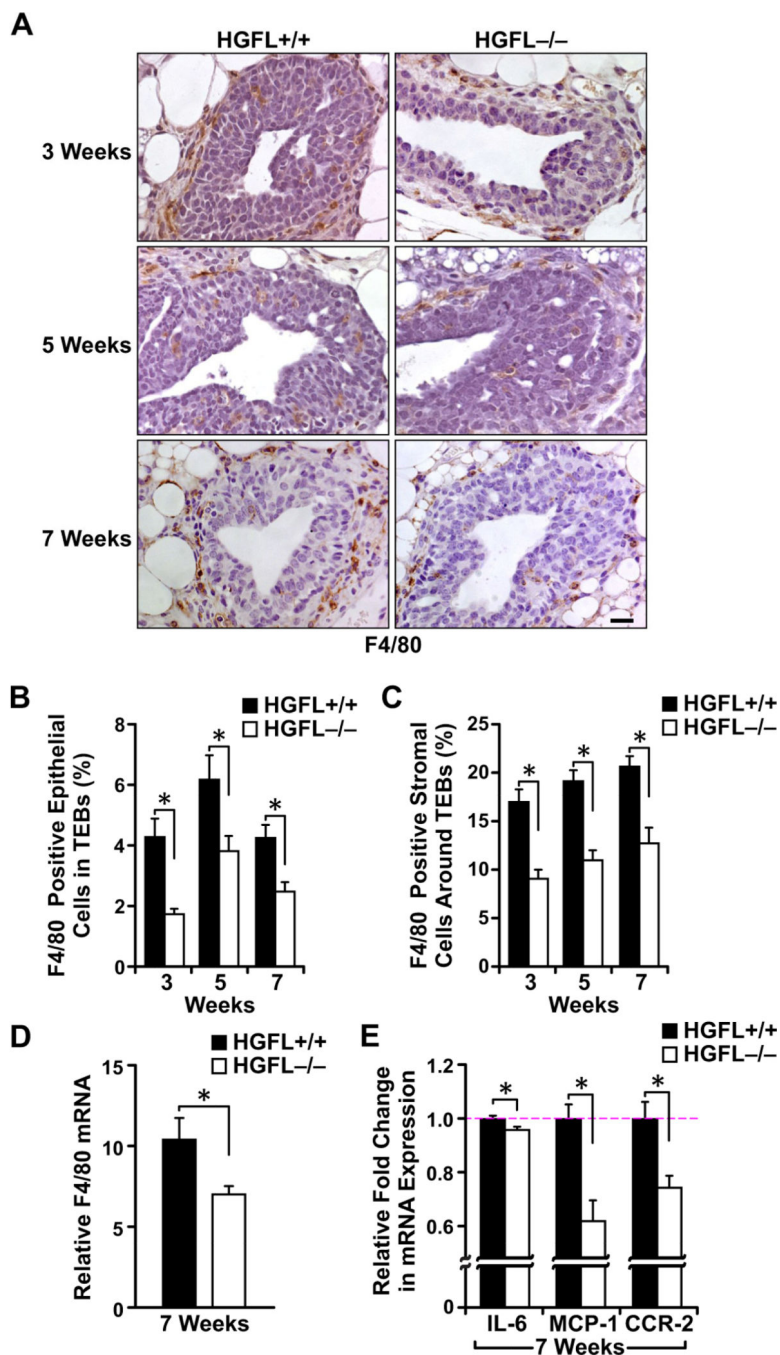 A
HGFL+/+ HGFL–/–
3 Weeks
5 Weeks
7 Weeks
F4/80
B
HGFL+/+
HGFL–/–
F4/80 Positive Epithelial
Cells in TEBs (%)
8
6
4
2
0
* * *
3 5 7
Weeks
C
HGFL+/+
HGFL–/–
F4/80 Positive Stromal
Cells Around TEBs (%)
25
20
15
10
5
0
* * *
3 5 7
Weeks
D
HGFL+/+
HGFL–/–
Relative F4/80 mRNA
15
10
5
0
*
7 Weeks
E
HGFL+/+
HGFL–/–
Relative Fold Change
in mRNA Expression
1.2
1.0
0.8
0.6
0
* * *
IL-6 MCP-1 CCR-2
7 Weeks